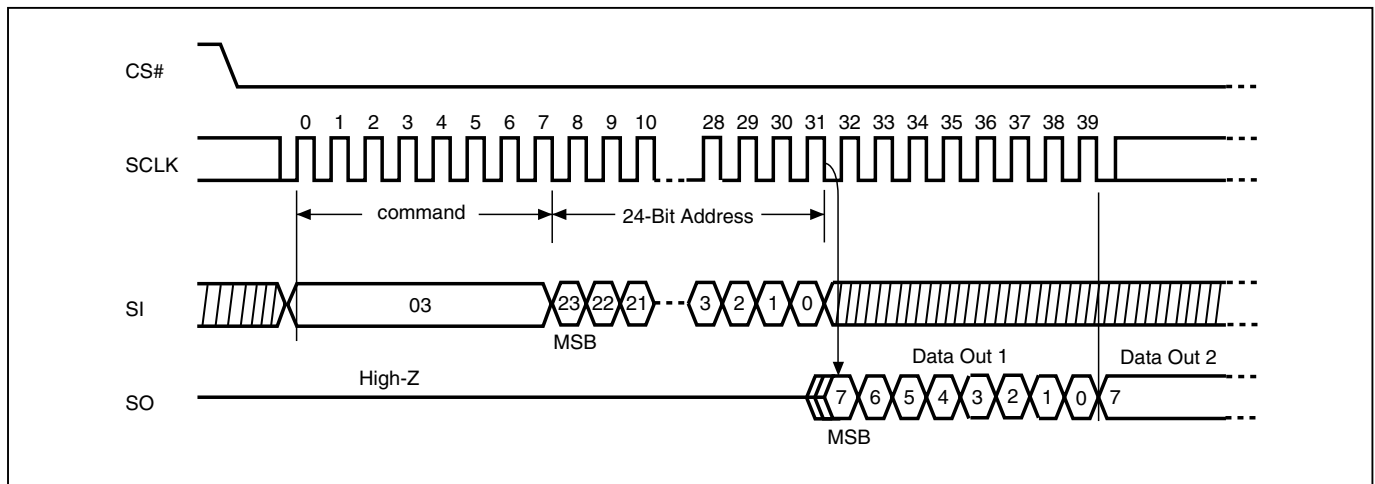 CS#
0 1 2 3 4 5 6 7 8 9 10 28 29 30 31 32 33 34 35 36 37 38 39
SCLK
command 24-Bit Address
SI 03 23 22 21 3 2 1 0
MSB
High-Z Data Out 1 Data Out 2
SO 7 6 5 4 3 2 1 0 7
MSB